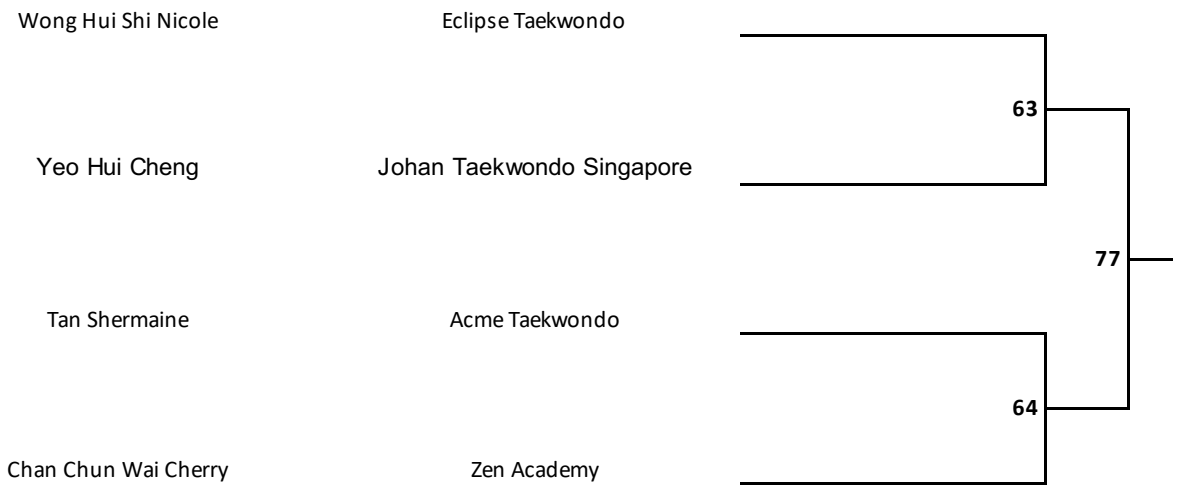 Wong Hui Shi Nicole Eclipse Taekwondo
63
Yeo Hui Cheng Johan Taekwondo Singapore
77
Tan Shermaine Acme Taekwondo
64
Chan Chun Wai Cherry Zen Academy